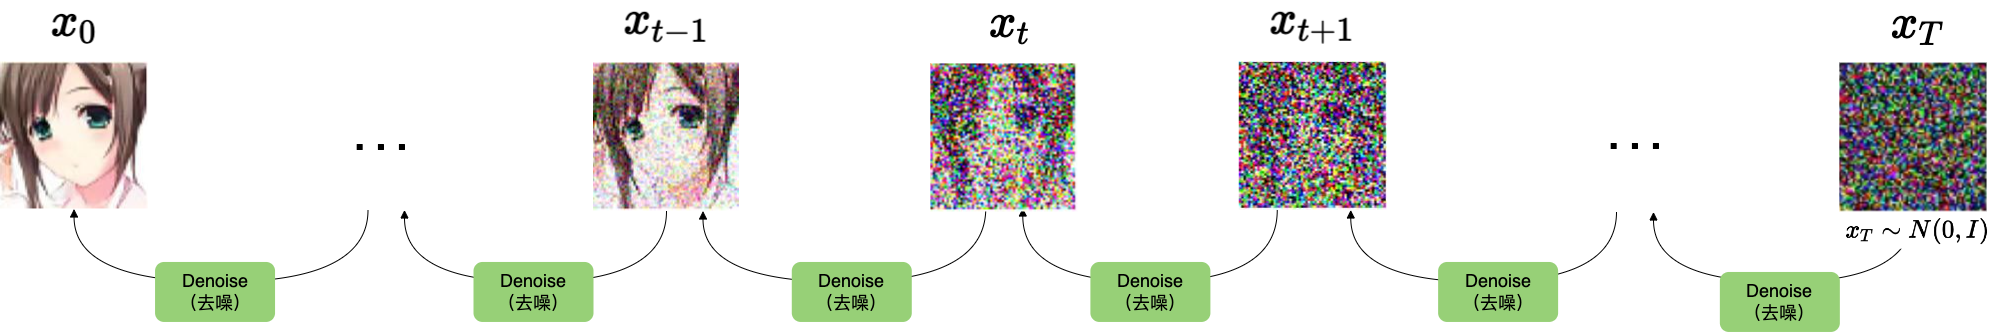 x_0
x_{t-1}
x_t
x_{t+1}
x_T
...
...
x_T ∼ N(0, I)
Denoise
(去噪)
Denoise
(去噪)
Denoise
(去噪)
Denoise
(去噪)
Denoise
(去噪)
Denoise
(去噪)